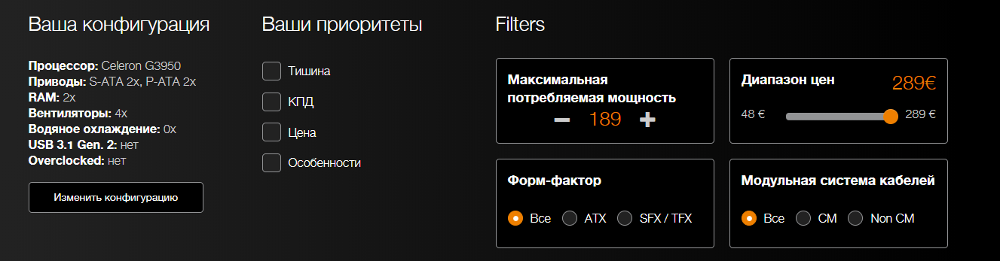 Ваша конфигурация
Процессор: Celeron G3950
Приводы: S-ATA 2x, P-ATA 2x
RAM: 2x
Вентиляторы: 4x
Водяное охлаждение: 0x
USB 3.1 Gen. 2: нет
Overclocked: нет
Изменить конфигурацию
Ваши приоритеты
Тишина
КПД
Цена
Особенности
Filters
Максимальная
потребляемая мощность
− 189 +
Диапазон цен 289€
48 € 289 €
Форм-фактор
Все ATX SFX / TFX
Модульная система кабелей
Все CM Non CM